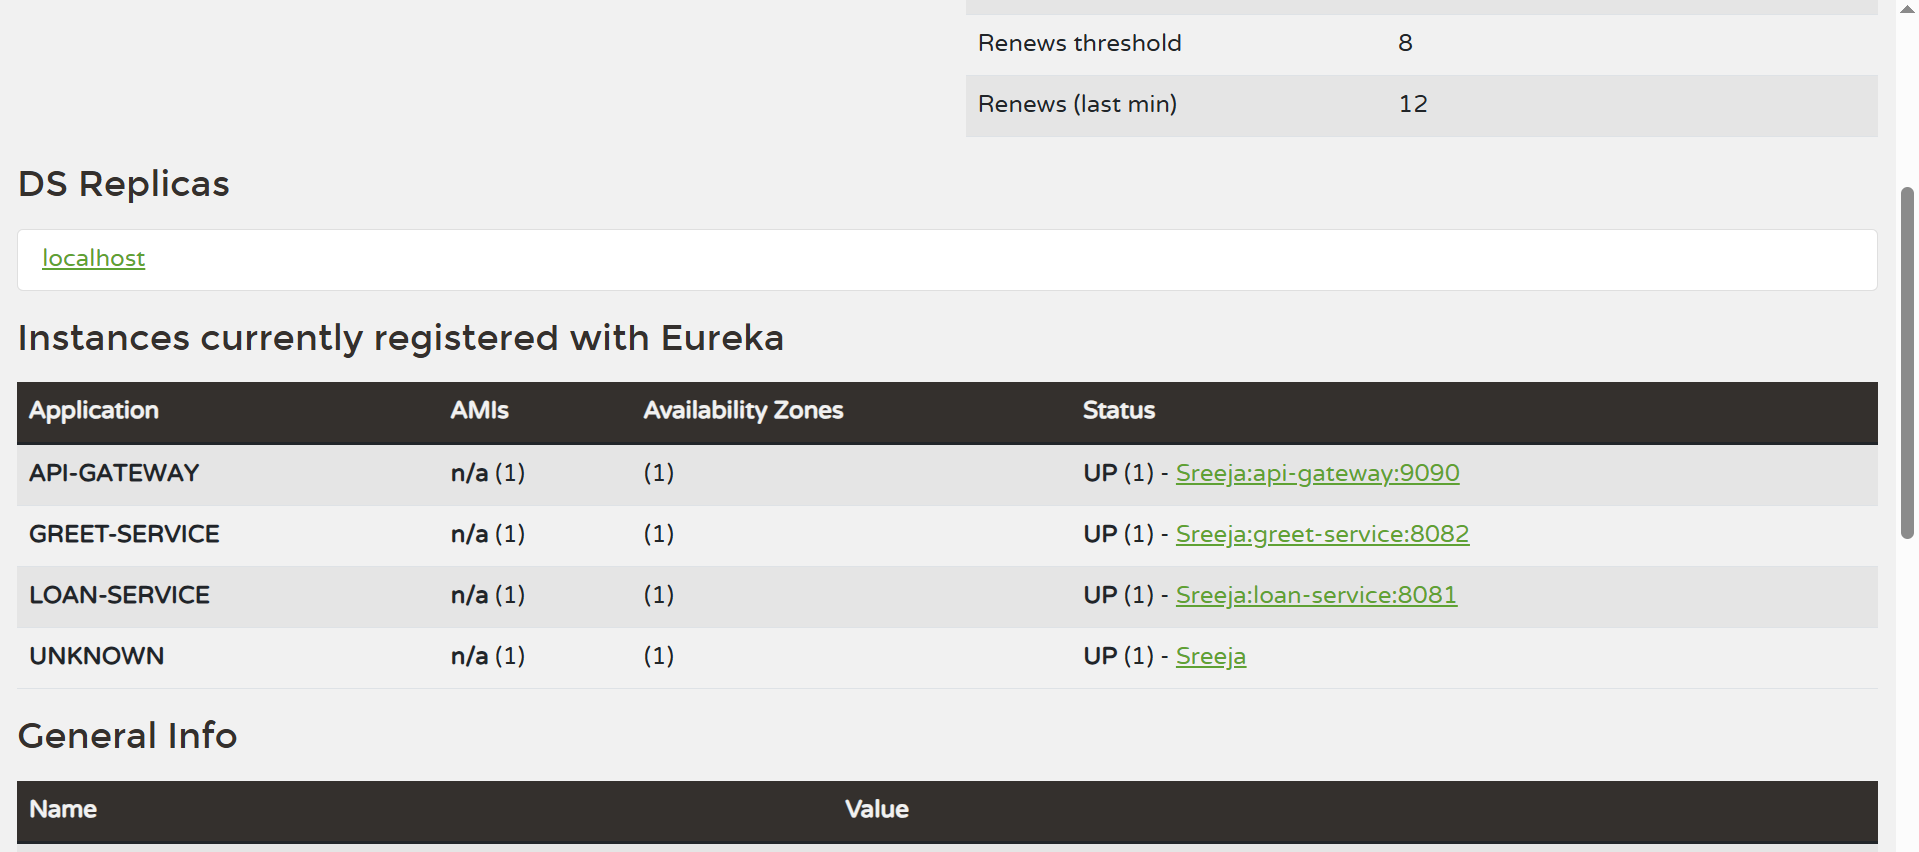 Renews threshold 8
Renews (last min) 12
DS Replicas
localhost
Instances currently registered with Eureka
Application AMIs Availability Zones Status
API-GATEWAY n/a (1) (1) UP (1) - Sreeja:api-gateway:9090
GREET-SERVICE n/a (1) (1) UP (1) - Sreeja:greet-service:8082
LOAN-SERVICE n/a (1) (1) UP (1) - Sreeja:loan-service:8081
UNKNOWN n/a (1) (1) UP (1) - Sreeja
General Info
Name Value